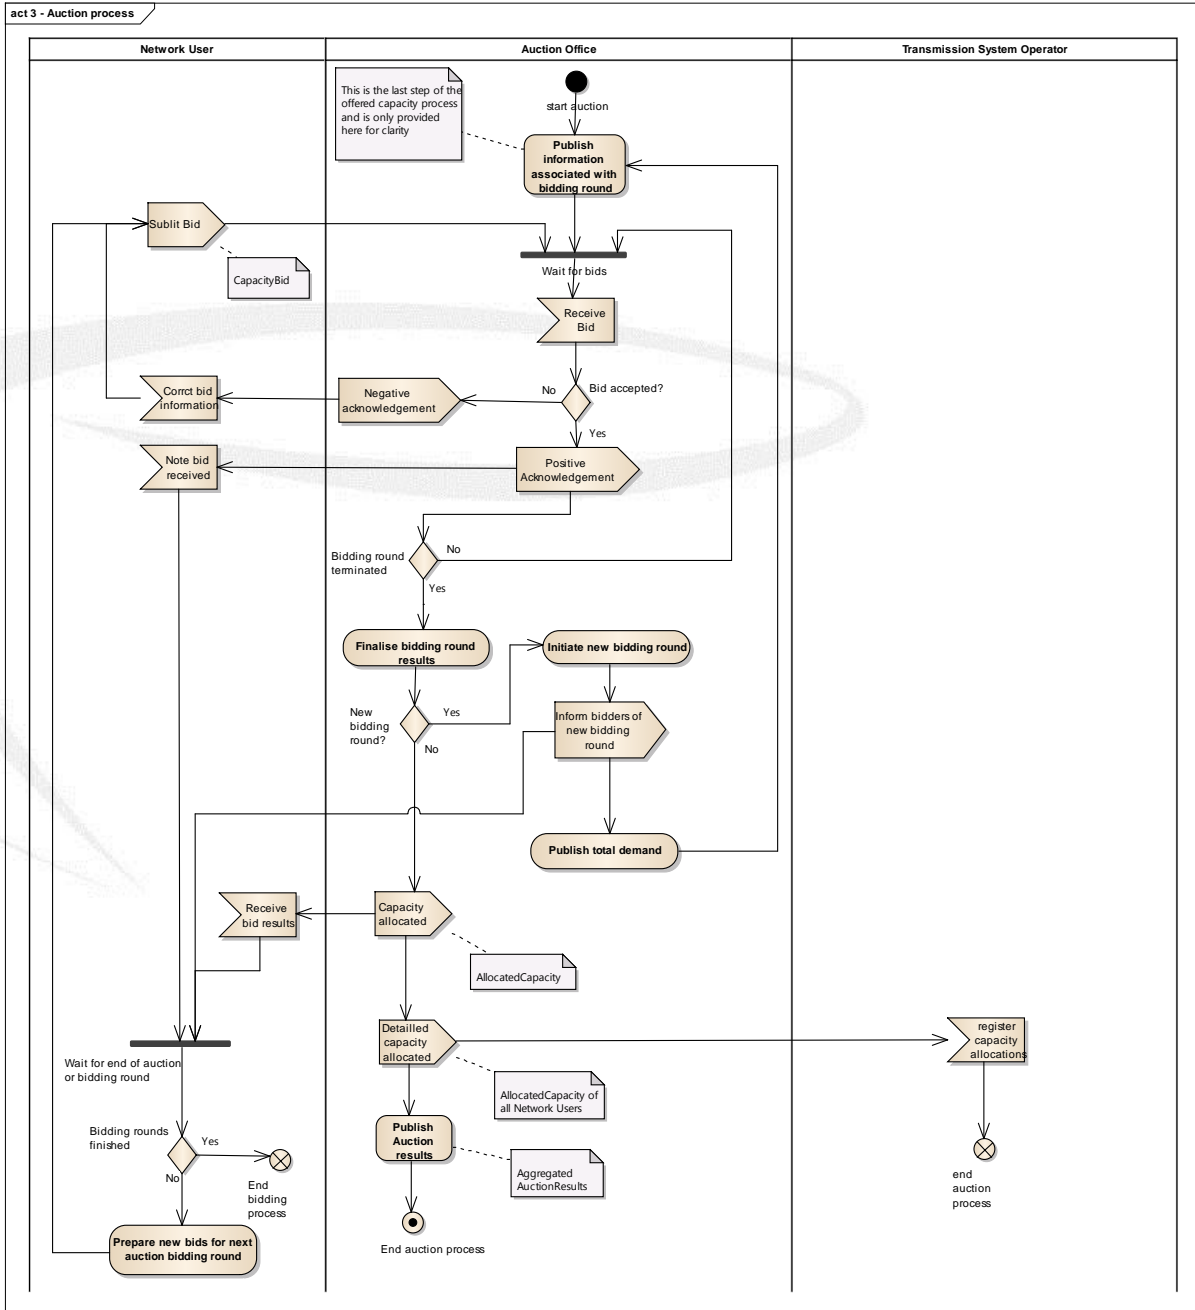 act 3 - Auction process
Network User
Auction Office
Transmission System Operator
This is the last step of the
offered capacity process
and is only provided
here for clarity
start auction
Publish
information
associated with
bidding round
Sublit Bid
CapacityBid
Wait for bids
Receive
Bid
Bid accepted?
No
Yes
Negative
acknowledgement
Corrct bid
information
Positive
Acknowledgement
Note bid
received
Bidding round
terminated
No
Yes
Finalise bidding round
results
Initiate new bidding round
New
bidding
round?
Yes
No
Inform bidders of
new bidding
round
Publish total demand
Receive
bid results
Capacity
allocated
AllocatedCapacity
Detailled
capacity
allocated
register
capacity
allocations
Wait for end of auction
or bidding round
AllocatedCapacity of
all Network Users
Bidding rounds
finished
Yes
No
End
bidding
process
Publish
Auction
results
Aggregated
AuctionResults
end
auction
process
Prepare new bids for next
auction bidding round
End auction process